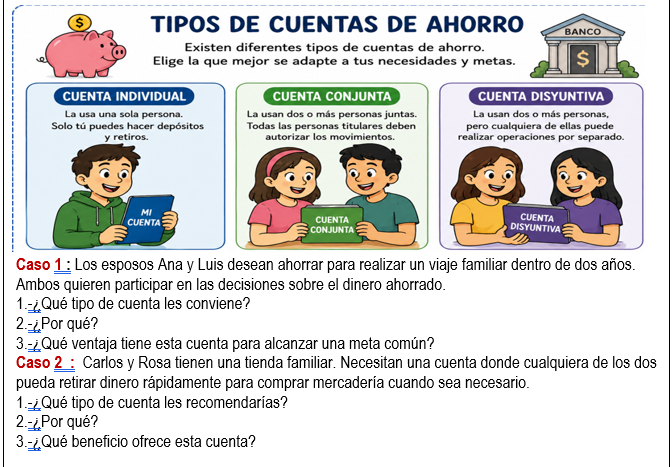 TIPOS DE CUENTAS DE AHORRO
Existen diferentes tipos de cuentas de ahorro.
Elige la que mejor se adapte a tus necesidades y metas.
$
BANCO
$
CUENTA INDIVIDUAL
La usa una sola persona.
Solo tú puedes hacer depósitos
y retiros.
MI
CUENTA
CUENTA CONJUNTA
La usan dos o más personas juntas.
Todas las personas titulares deben
autorizar los movimientos.
CUENTA
CONJUNTA
CUENTA DISYUNTIVA
La usan dos o más personas,
pero cualquiera de ellas puede
realizar operaciones por separado.
CUENTA
DISYUNTIVA
Caso 1 : Los esposos Ana y Luis desean ahorrar para realizar un viaje familiar dentro de dos años.
Ambos quieren participar en las decisiones sobre el dinero ahorrado.
1.-¿Qué tipo de cuenta les conviene?
2.-¿Por qué?
3.-¿Qué ventaja tiene esta cuenta para alcanzar una meta común?
Caso 2 : Carlos y Rosa tienen una tienda familiar. Necesitan una cuenta donde cualquiera de los dos
pueda retirar dinero rápidamente para comprar mercadería cuando sea necesario.
1.-¿Qué tipo de cuenta les recomendarías?
2.-¿Por qué?
3.-¿Qué beneficio ofrece esta cuenta?